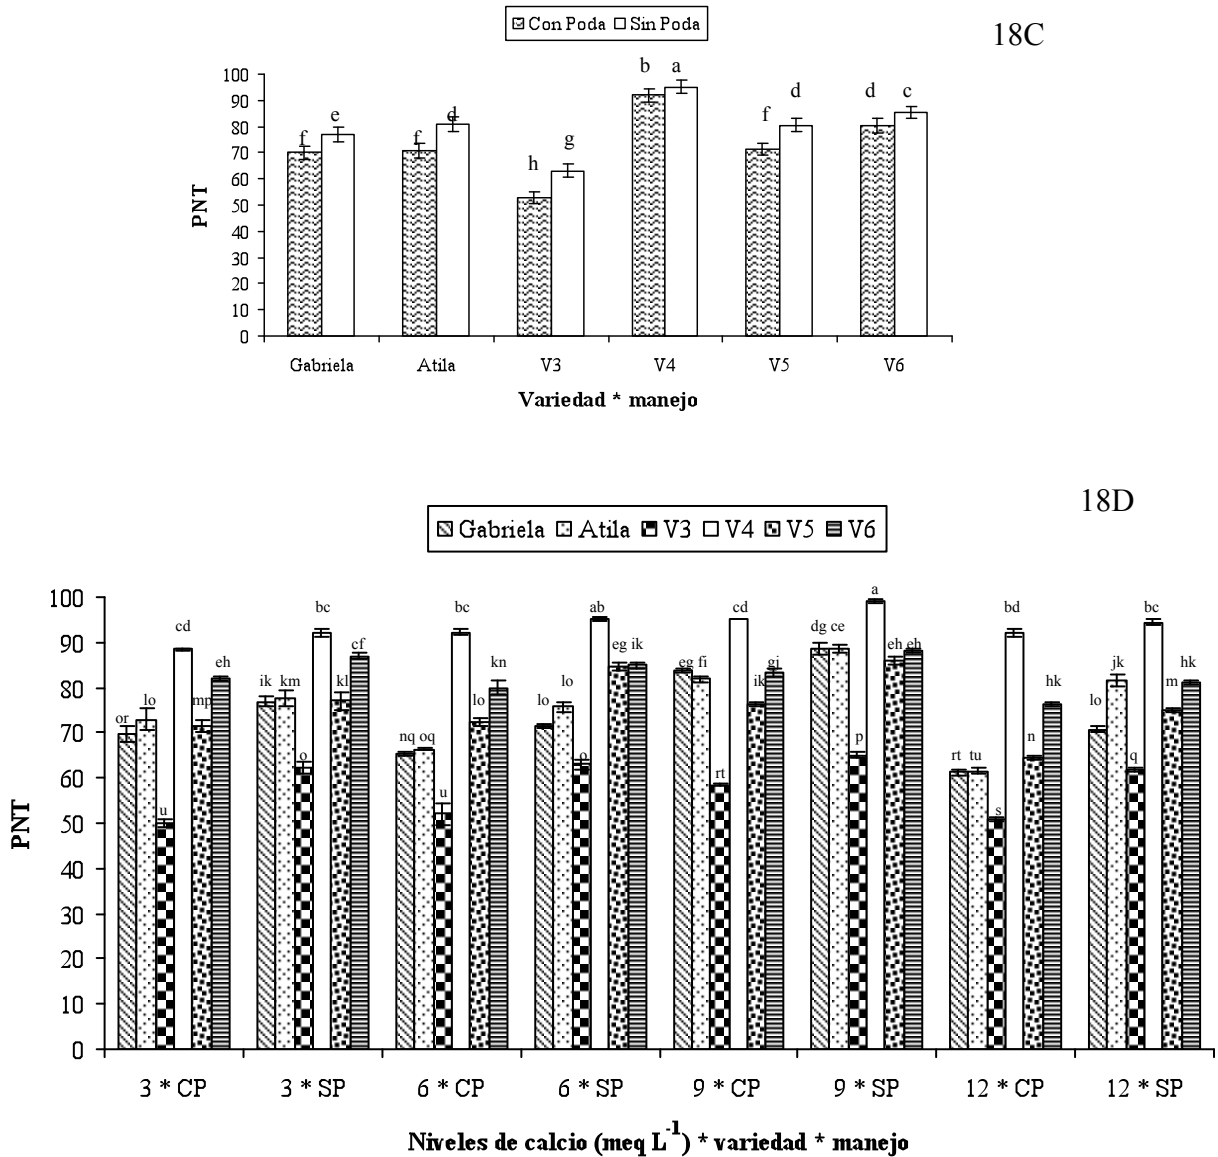 Con Poda Sin Poda
18C
b a
100
90
d d c
80
e d f
f f
70
g
h
60
50
40
30
20
10
0
PNT
Gabriela Atila V3 V4 V5 V6
Variedad * manejo
18D
Gabriela Atila V3 V4 V5 V6
100
90
80
70
60
50
40
30
20
10
0
PNT
or lo u cd mp eh
ik km o bc kl cf
nq oq u bc lo kn
lo lo o ab eg ik
eg fi rt cd ik gi
dg ce p a eh eh
rt tu s bd n hk
lo jk q bc m hk
3 * CP 3 * SP 6 * CP 6 * SP 9 * CP 9 * SP 12 * CP 12 * SP
Niveles de calcio (meq L-1) * variedad * manejo